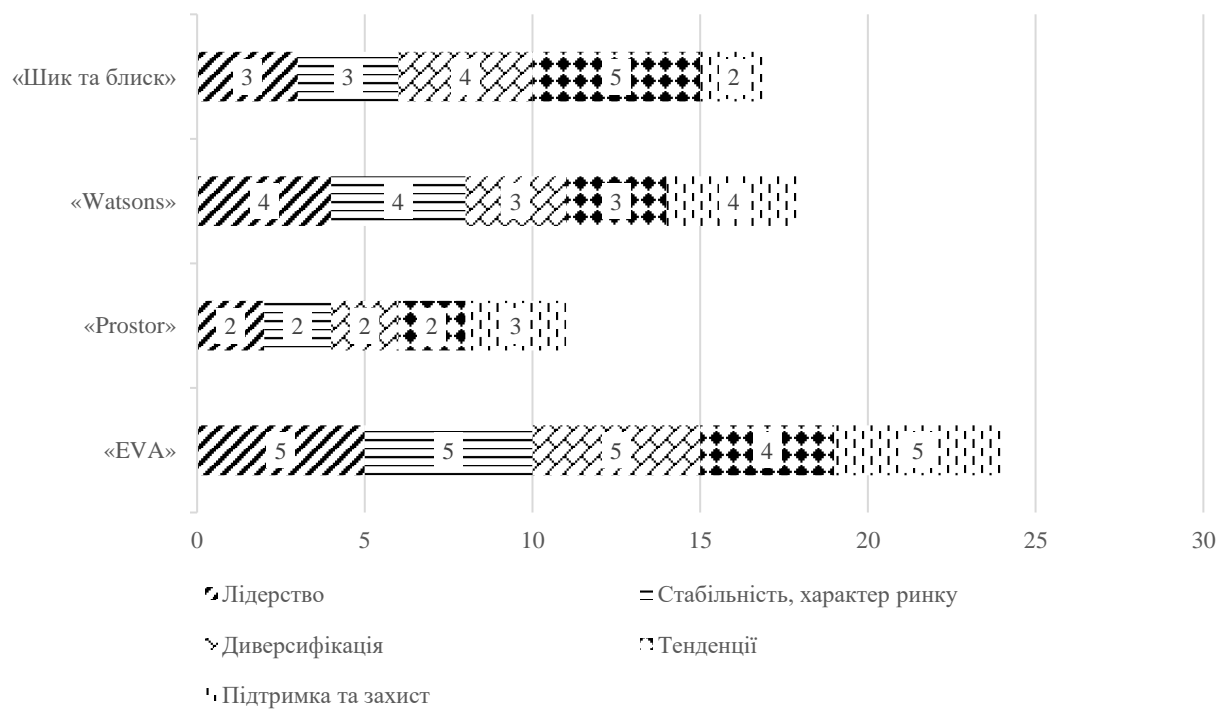 «Шик та блиск» 3 3 4 5 2
«Watsons» 4 4 3 3 4
«Prostor» 2 2 2 2 3
«EVA» 5 5 5 4 5
0 5 10 15 20 25 30
Лідерство Стабільність, характер ринку
Диверсифікація Тенденції
Підтримка та захист